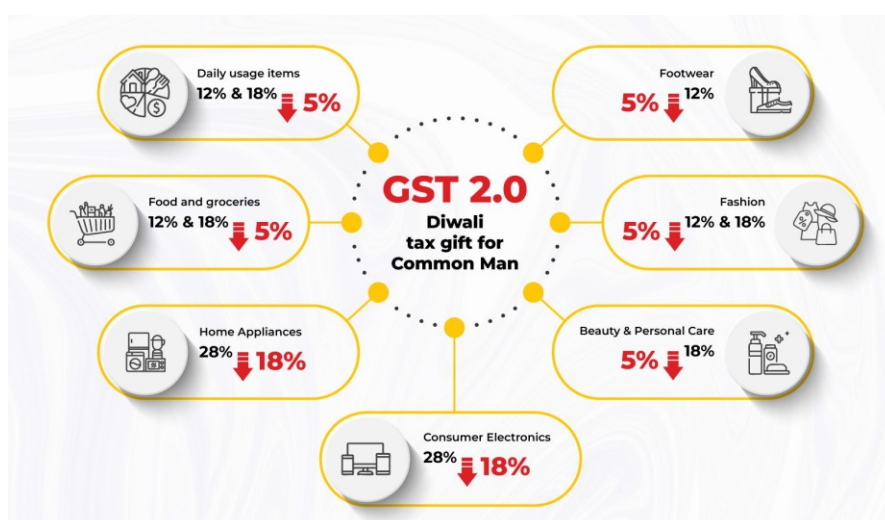 GST 2.0
Diwali
tax gift for
Common Man
Daily usage items
12% & 18% 5%
Food and groceries
12% & 18% 5%
Home Appliances
28% 18%
Consumer Electronics
28% 18%
Footwear
5% 12%
Fashion
5% 12% & 18%
%
Beauty & Personal Care
5% 18%
$